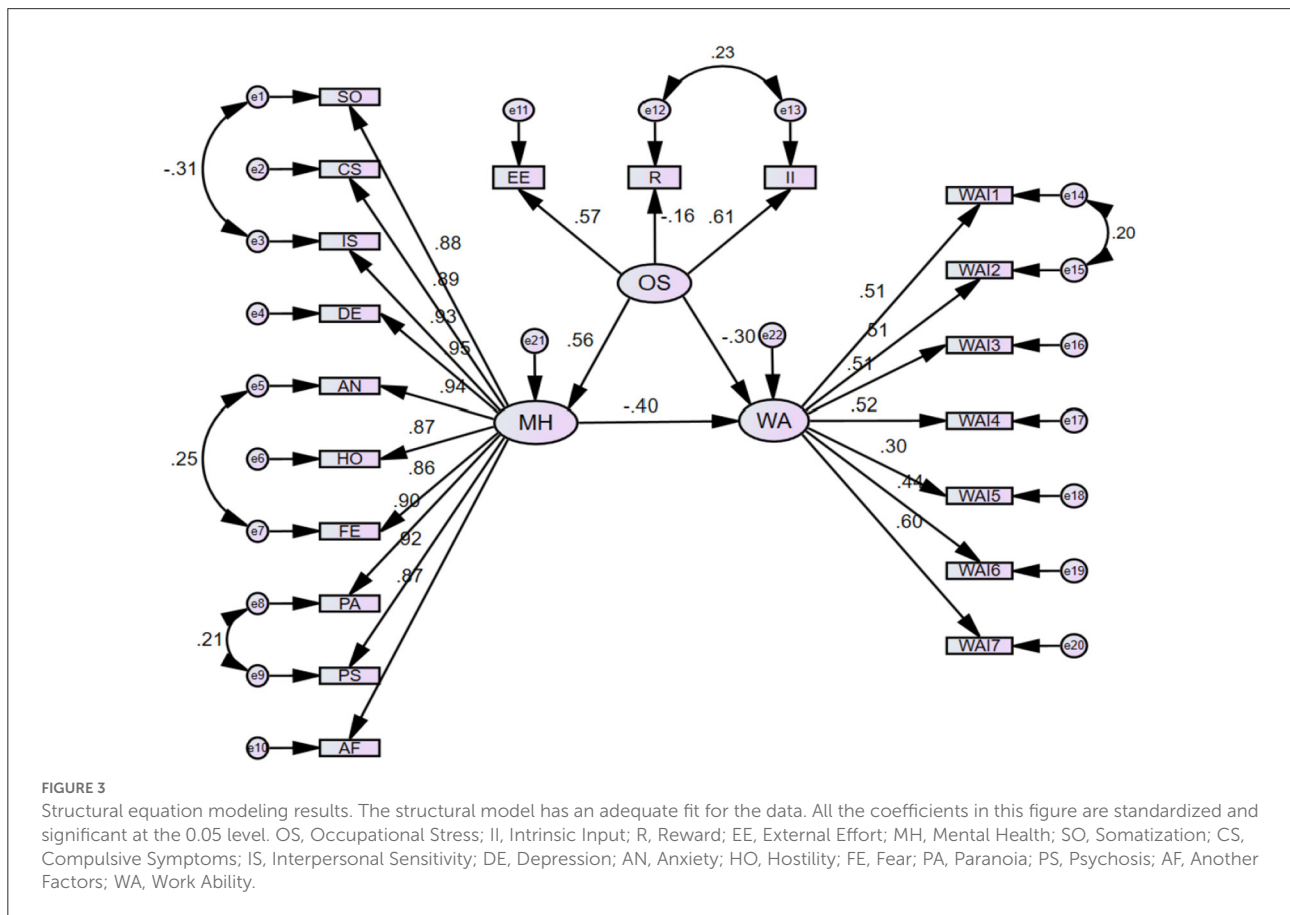 .23
e1
SO
e11
e12
e13
-.31
e2
CS
EE
R
II
WAI1
e14
e3
IS
.57
-.16
.61
.20
.88
WAI2
e15
.89
OS
e4
DE
.93
.51
e21
.56
-.30
e22
.51
WAI3
e16
.95
.51
e5
AN
.94
-.40
.52
MH
WA
WAI4
e17
.87
.30
.25
e6
HO
.86
.44
WAI5
e18
.90
.60
e7
FE
.92
WAI6
e19
.87
e8
PA
.21
WAI7
e20
e9
PS
e10
AF
FIGURE 3
Structural equation modeling results. The structural model has an adequate fit for the data. All the coefficients in this figure are standardized and
significant at the 0.05 level. OS, Occupational Stress; II, Intrinsic Input; R, Reward; EE, External Effort; MH, Mental Health; SO, Somatization; CS,
Compulsive Symptoms; IS, Interpersonal Sensitivity; DE, Depression; AN, Anxiety; HO, Hostility; FE, Fear; PA, Paranoia; PS, Psychosis; AF, Another
Factors; WA, Work Ability.